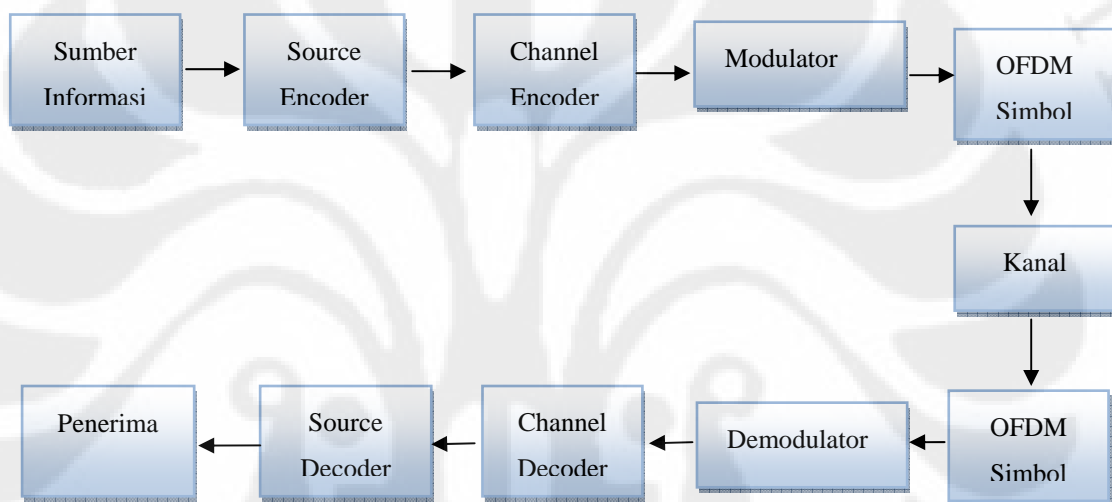 Sumber
Informasi
Source
Encoder
Channel
Encoder
Modulator
OFDM
Simbol
Kanal
OFDM
Simbol
Demodulator
Channel
Decoder
Source
Decoder
Penerima